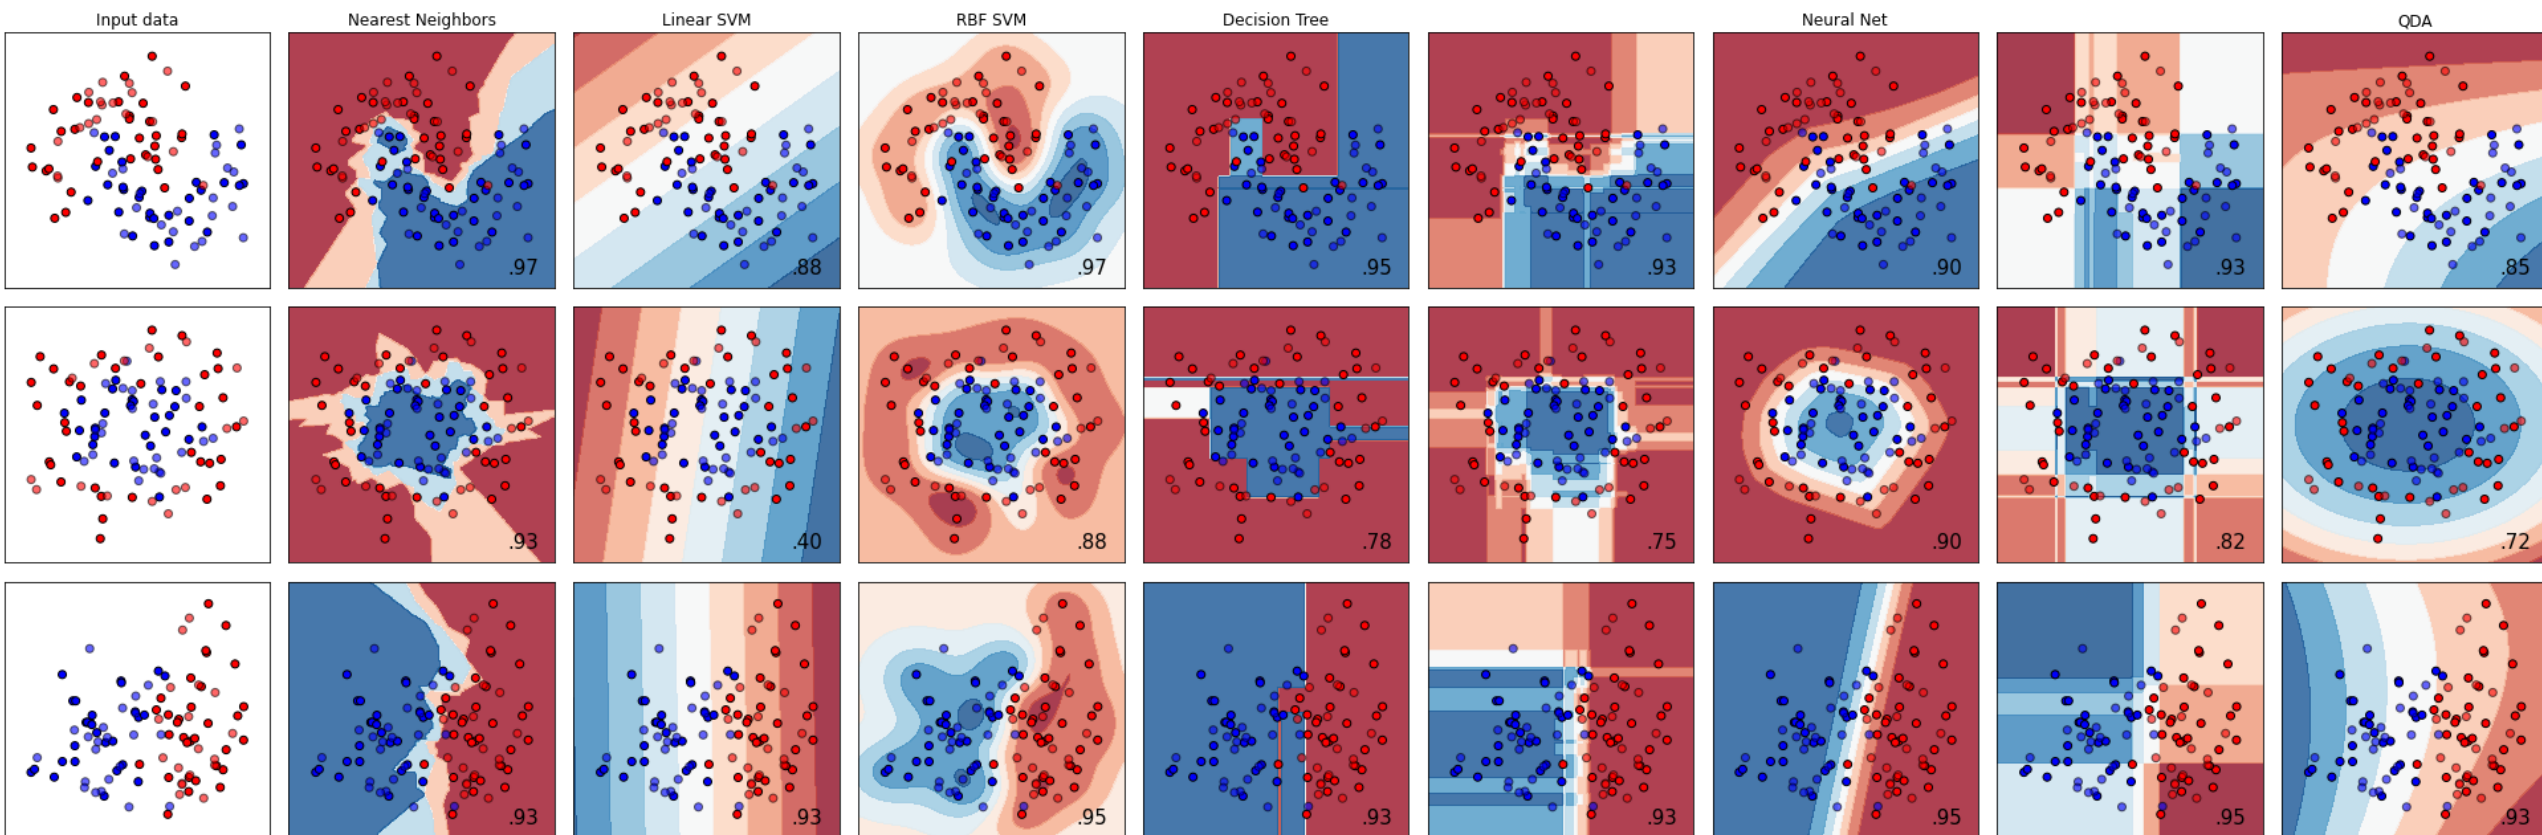 Input data Nearest Neighbors Linear SVM RBF SVM Decision Tree Neural Net QDA
.97 .88 .97 .95 .93 .90 .93 .85
.93 .40 .88 .78 .75 .90 .82 .72
.93 .93 .95 .93 .93 .95 .95 .93